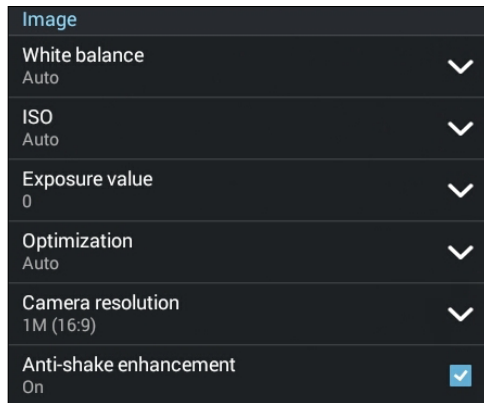 Image
White balance
Auto
ISO
Auto
Exposure value
0
Optimization
Auto
Camera resolution
1M (16:9)
Anti-shake enhancement
On